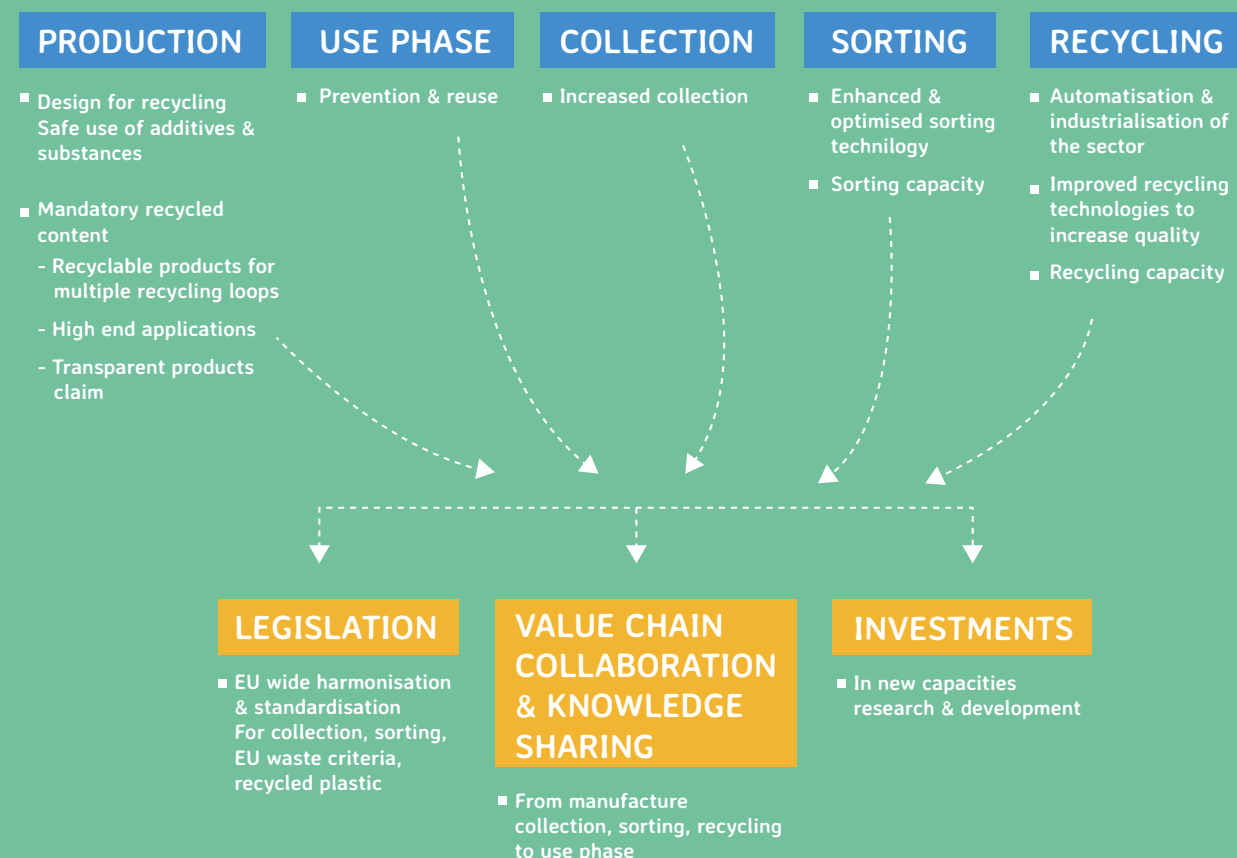 PRODUCTION
Design for recycling
Safe use of additives &
substances
Mandatory recycled
content
- Recyclable products for
multiple recycling loops
- High end applications
- Transparent products
claim
USE PHASE
Prevention & reuse
COLLECTION
Increased collection
SORTING
Enhanced &
optimised sorting
technilogy
Sorting capacity
RECYCLING
Automatisation &
industrialisation of
the sector
Improved recycling
technologies to
increase quality
Recycling capacity
LEGISLATION
EU wide harmonisation
& standardisation
For collection, sorting,
EU waste criteria,
recycled plastic
VALUE CHAIN
COLLABORATION
& KNOWLEDGE
SHARING
From manufacture
collection, sorting, recycling
to use phase
INVESTMENTS
In new capacities
research & development